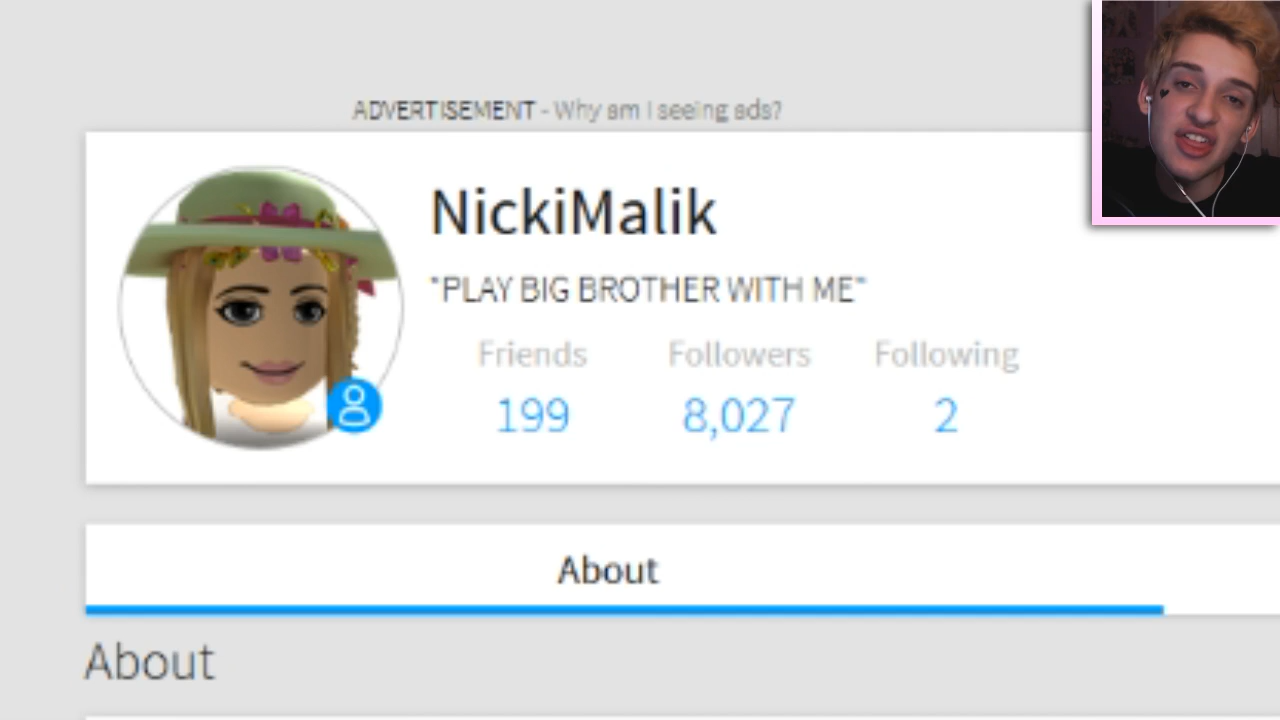 ADVERTISEMENT - Why am I seeing ads?
NickiMalik
"PLAY BIG BROTHER WITH ME"
Friends Followers Following
199 8,027 2
About
About